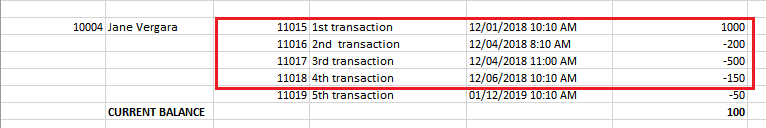 10004 Jane Vergara 11015 1st transaction 12/01/2018 10:10 AM 1000
11016 2nd transaction 12/04/2018 8:10 AM -200
11017 3rd transaction 12/04/2018 11:00 AM -500
11018 4th transaction 12/06/2018 10:10 AM -150
11019 5th transaction 01/12/2019 10:10 AM -50
CURRENT BALANCE 100